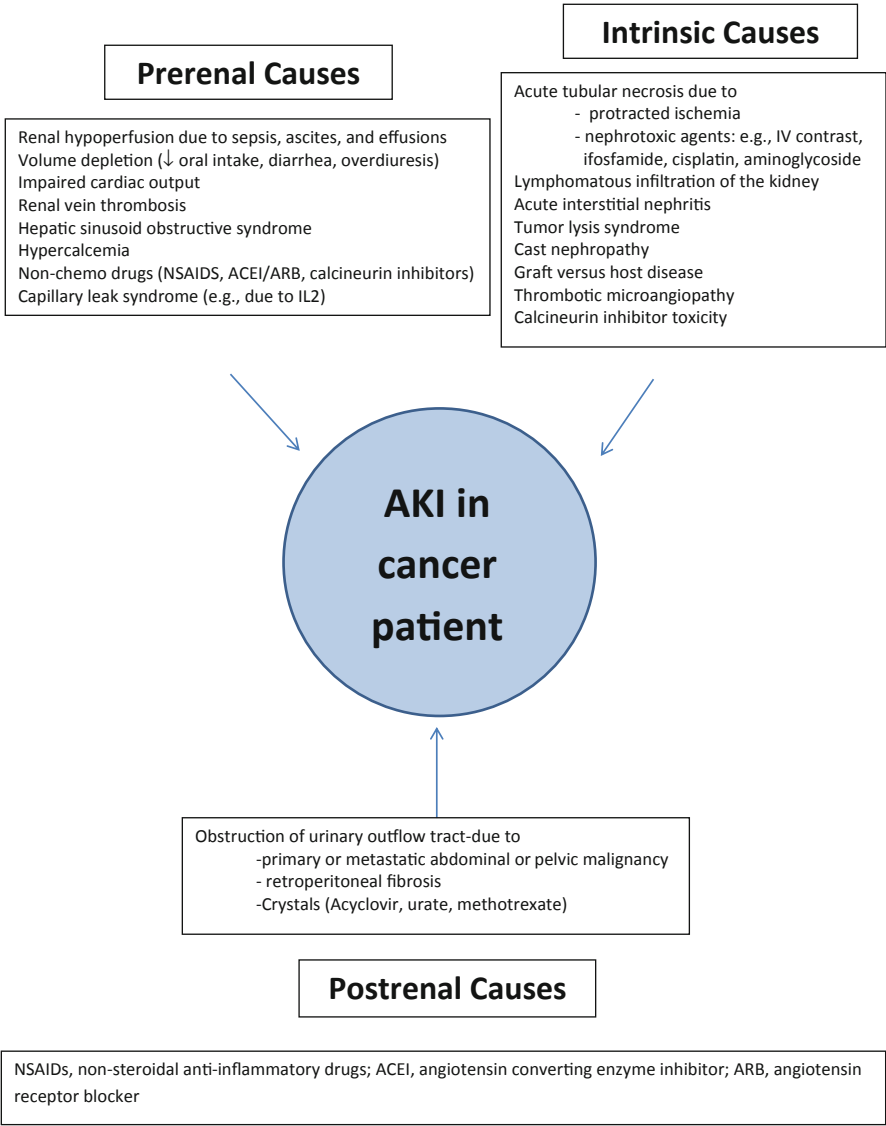 Prerenal Causes
Renal hypoperfusion due to sepsis, ascites, and effusions
Volume depletion (↓ oral intake, diarrhea, overdiuresis)
Impaired cardiac output
Renal vein thrombosis
Hepatic sinusoid obstructive syndrome
Hypercalcemia
Non-chemo drugs (NSAIDS, ACEI/ARB, calcineurin inhibitors)
Capillary leak syndrome (e.g., due to IL2)
Intrinsic Causes
Acute tubular necrosis due to
- protracted ischemia
- nephrotoxic agents: e.g., IV contrast,
ifosfamide, cisplatin, aminoglycoside
Lymphomatous infiltration of the kidney
Acute interstitial nephritis
Tumor lysis syndrome
Cast nephropathy
Graft versus host disease
Thrombotic microangiopathy
Calcineurin inhibitor toxicity
AKI in
cancer
patient
Obstruction of urinary outflow tract-due to
-primary or metastatic abdominal or pelvic malignancy
- retroperitoneal fibrosis
-Crystals (Acyclovir, urate, methotrexate)
Postrenal Causes
NSAIDs, non-steroidal anti-inflammatory drugs; ACEI, angiotensin converting enzyme inhibitor; ARB, angiotensin
receptor blocker